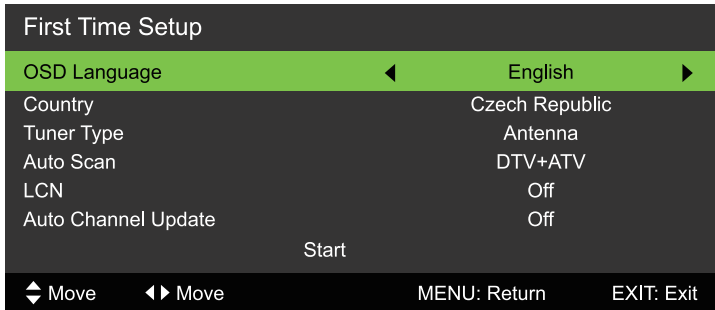 First Time Setup
OSD Language English
Country Czech Republic
Tuner Type Antenna
Auto Scan DTV+ATV
LCN Off
Auto Channel Update Off
Start
Move Move MENU: Return EXIT: Exit